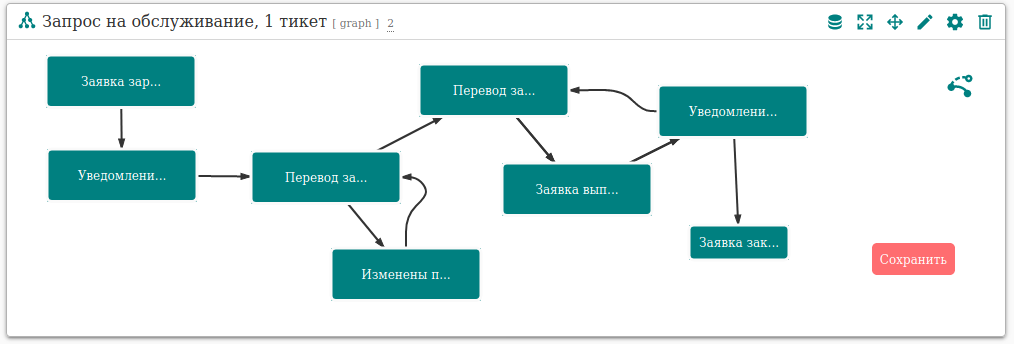 Запрос на обслуживание, 1 тикет [ graph ] 2
Заявка зар...
Перевод за...
Уведомлени...
Уведомлени...
Перевод за...
Заявка вып...
Заявка зак...
Изменены п...
Сохранить